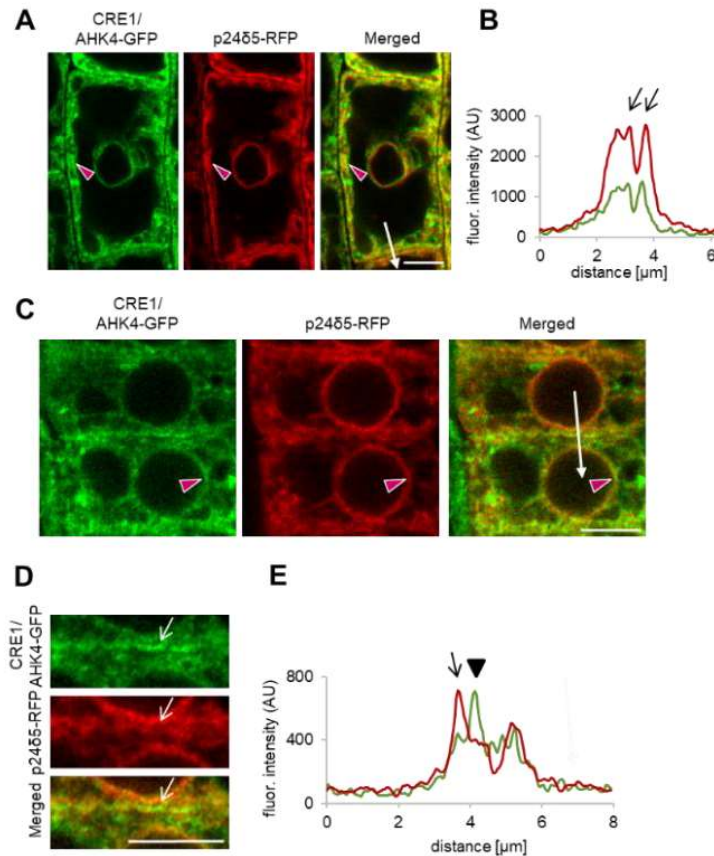 A
CRE1/
AHK4-GFP
p24δ5-RFP
Merged
B
fluor. intensity (AU)
3000
2000
1000
0
0
2
4
6
distance [µm]
C
CRE1/
AHK4-GFP
p24δ5-RFP
Merged
D
CRE1/
AHK4-GFP
p24δ5-RFP
Merged
E
fluor. intensity (AU)
800
400
0
0
2
4
6
8
distance [µm]